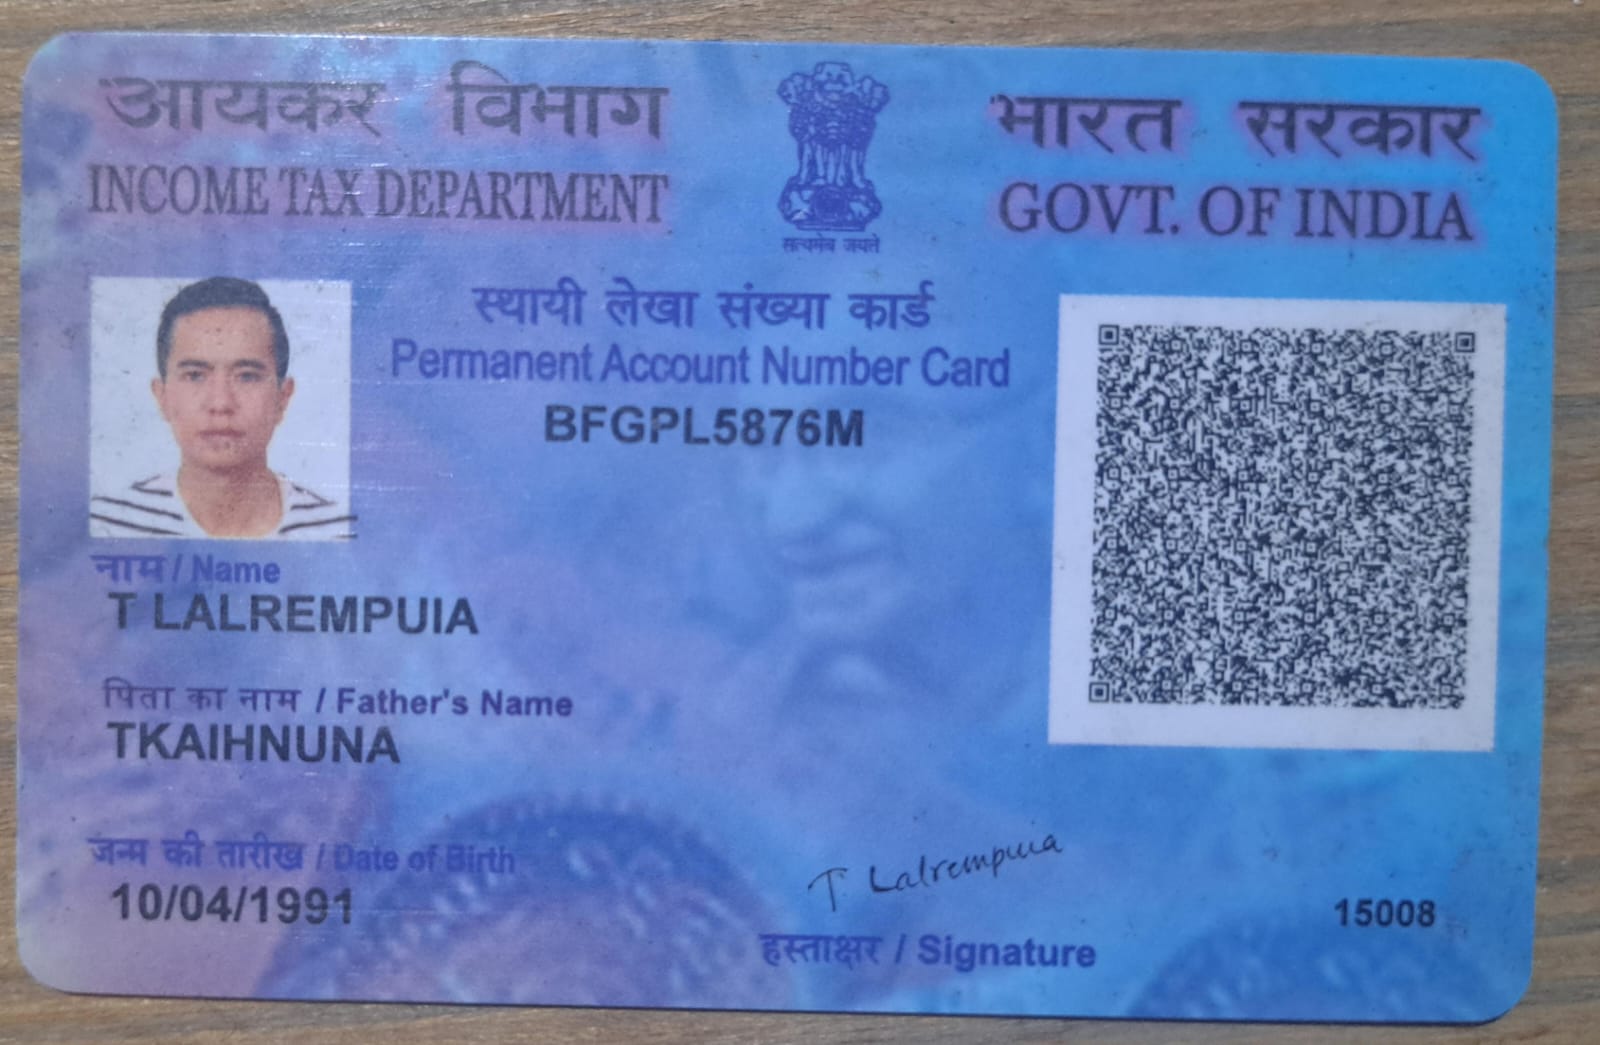 आयकर विभाग
INCOME TAX DEPARTMENT
सत्यमेव जयते
भारत सरकार
GOVT. OF INDIA
स्थायी लेखा संख्या कार्ड
Permanent Account Number Card
BFGPL5876M
नाम / Name
T LALREMPUIA
पिता का नाम / Father's Name
TKAIHNUNA
जन्म की तारीख / Date of Birth
10/04/1991
T. Lalrempuia
हस्ताक्षर / Signature
15008